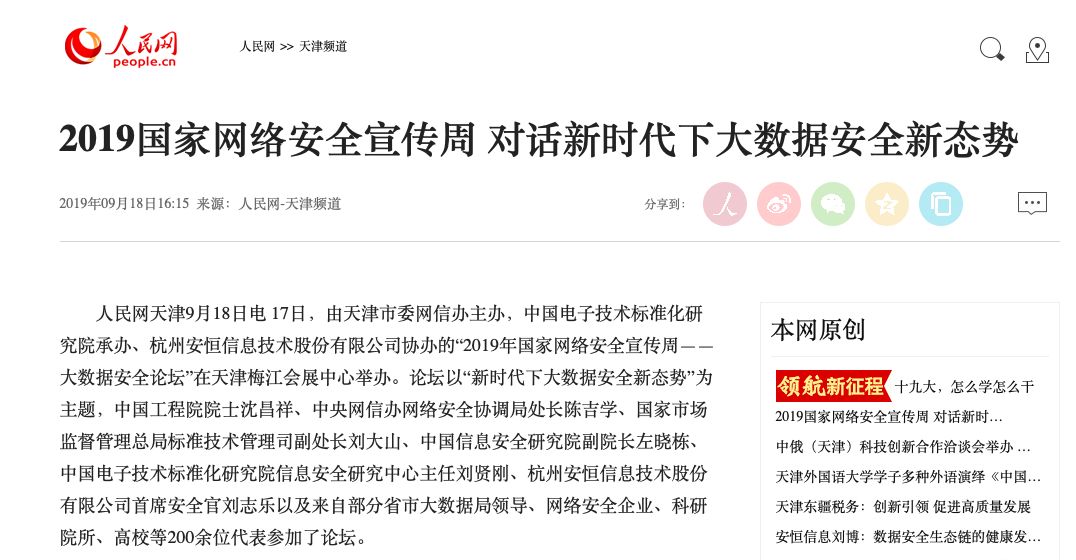 人民网
people.cn
人民网 >> 天津频道
2019国家网络安全宣传周 对话新时代下大数据安全新态势
2019年09月18日16:15 来源：人民网-天津频道
分享到：
人
人民网天津9月18日电 17日，由天津市委网信办主办，中国电子技术标准化研
究院承办、杭州安恒信息技术股份有限公司协办的“2019年国家网络安全宣传周——
大数据安全论坛”在天津梅江会展中心举办。论坛以“新时代下大数据安全新态势”为
主题，中国工程院院士沈昌祥、中央网信办网络安全协调局处长陈吉学、国家市场
监督管理总局标准技术管理司副处长刘大山、中国信息安全研究院副院长左晓栋、
中国电子技术标准化研究院信息安全研究中心主任刘贤刚、杭州安恒信息技术股份
有限公司首席安全官刘志乐以及来自部分省市大数据局领导、网络安全企业、科研
院所、高校等200余位代表参加了论坛。
本网原创
领航新征程 十九大，怎么学怎么干
2019国家网络安全宣传周 对话新时…
中俄（天津）科技创新合作洽谈会举办 …
天津外国语大学学子多种外语演绎《中国…
天津东疆税务：创新引领 促进高质量发展
安恒信息刘博：数据安全生态链的健康发…